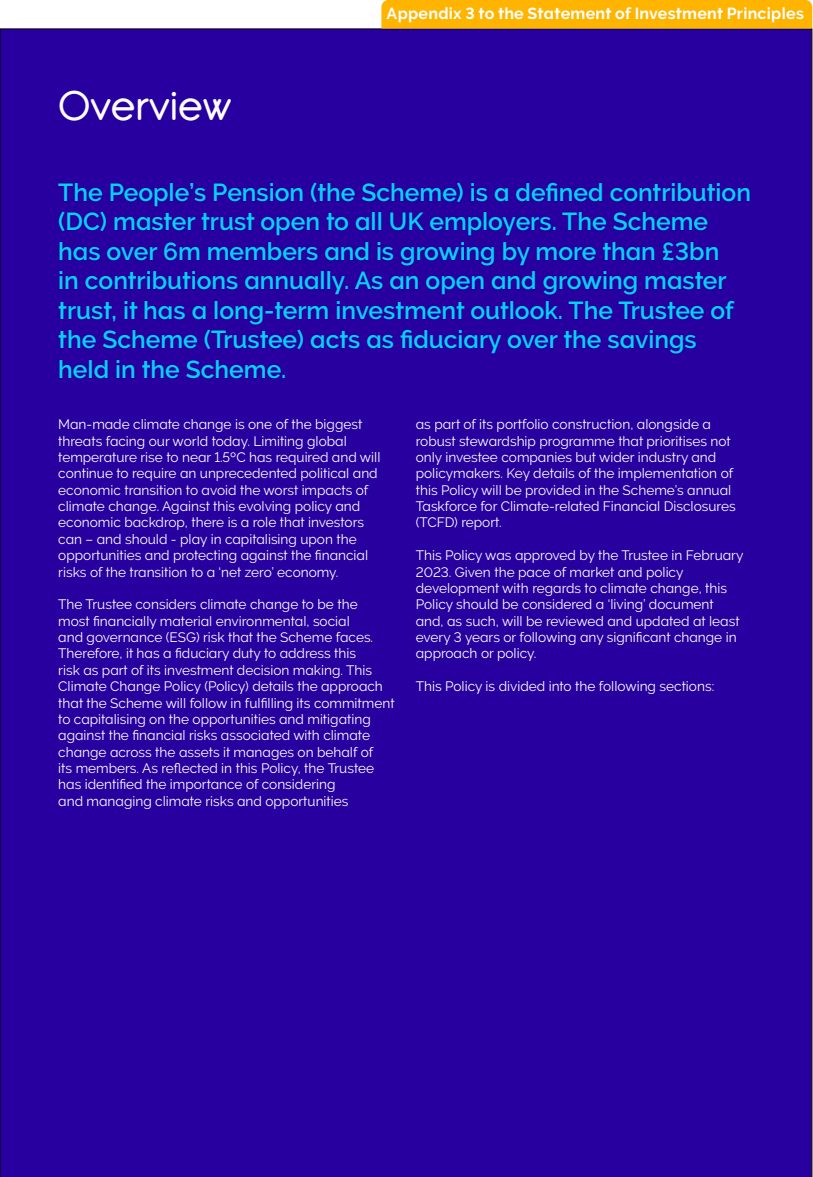 Appendix 3 to the Statement of Investment Principles
Overview
The People's Pension (the Scheme) is a defined contribution
(DC) master trust open to all UK employers. The Scheme
has over 6m members and is growing by more than £3bn
in contributions annually. As an open and growing master
trust, it has a long-term investment outlook. The Trustee of
the Scheme (Trustee) acts as fiduciary over the savings
held in the Scheme.
Man-made climate change is one of the biggest
threats facing our world today. Limiting global
temperature rise to near 1.5°C has required and will
continue to require an unprecedented political and
economic transition to avoid the worst impacts of
climate change. Against this evolving policy and
economic backdrop, there is a role that investors
can – and should - play in capitalising upon the
opportunities and protecting against the financial
risks of the transition to a 'net zero' economy.
The Trustee considers climate change to be the
most financially material environmental, social
and governance (ESG) risk that the Scheme faces.
Therefore, it has a fiduciary duty to address this
risk as part of its investment decision making. This
Climate Change Policy (Policy) details the approach
that the Scheme will follow in fulfilling its commitment
to capitalising on the opportunities and mitigating
against the financial risks associated with climate
change across the assets it manages on behalf of
its members. As reflected in this Policy, the Trustee
has identified the importance of considering
and managing climate risks and opportunities
as part of its portfolio construction, alongside a
robust stewardship programme that prioritises not
only investee companies but wider industry and
policymakers. Key details of the implementation of
this Policy will be provided in the Scheme's annual
Taskforce for Climate-related Financial Disclosures
(TCFD) report.
This Policy was approved by the Trustee in February
2023. Given the pace of market and policy
development with regards to climate change, this
Policy should be considered a 'living' document
and, as such, will be reviewed and updated at least
every 3 years or following any significant change in
approach or policy.
This Policy is divided into the following sections: